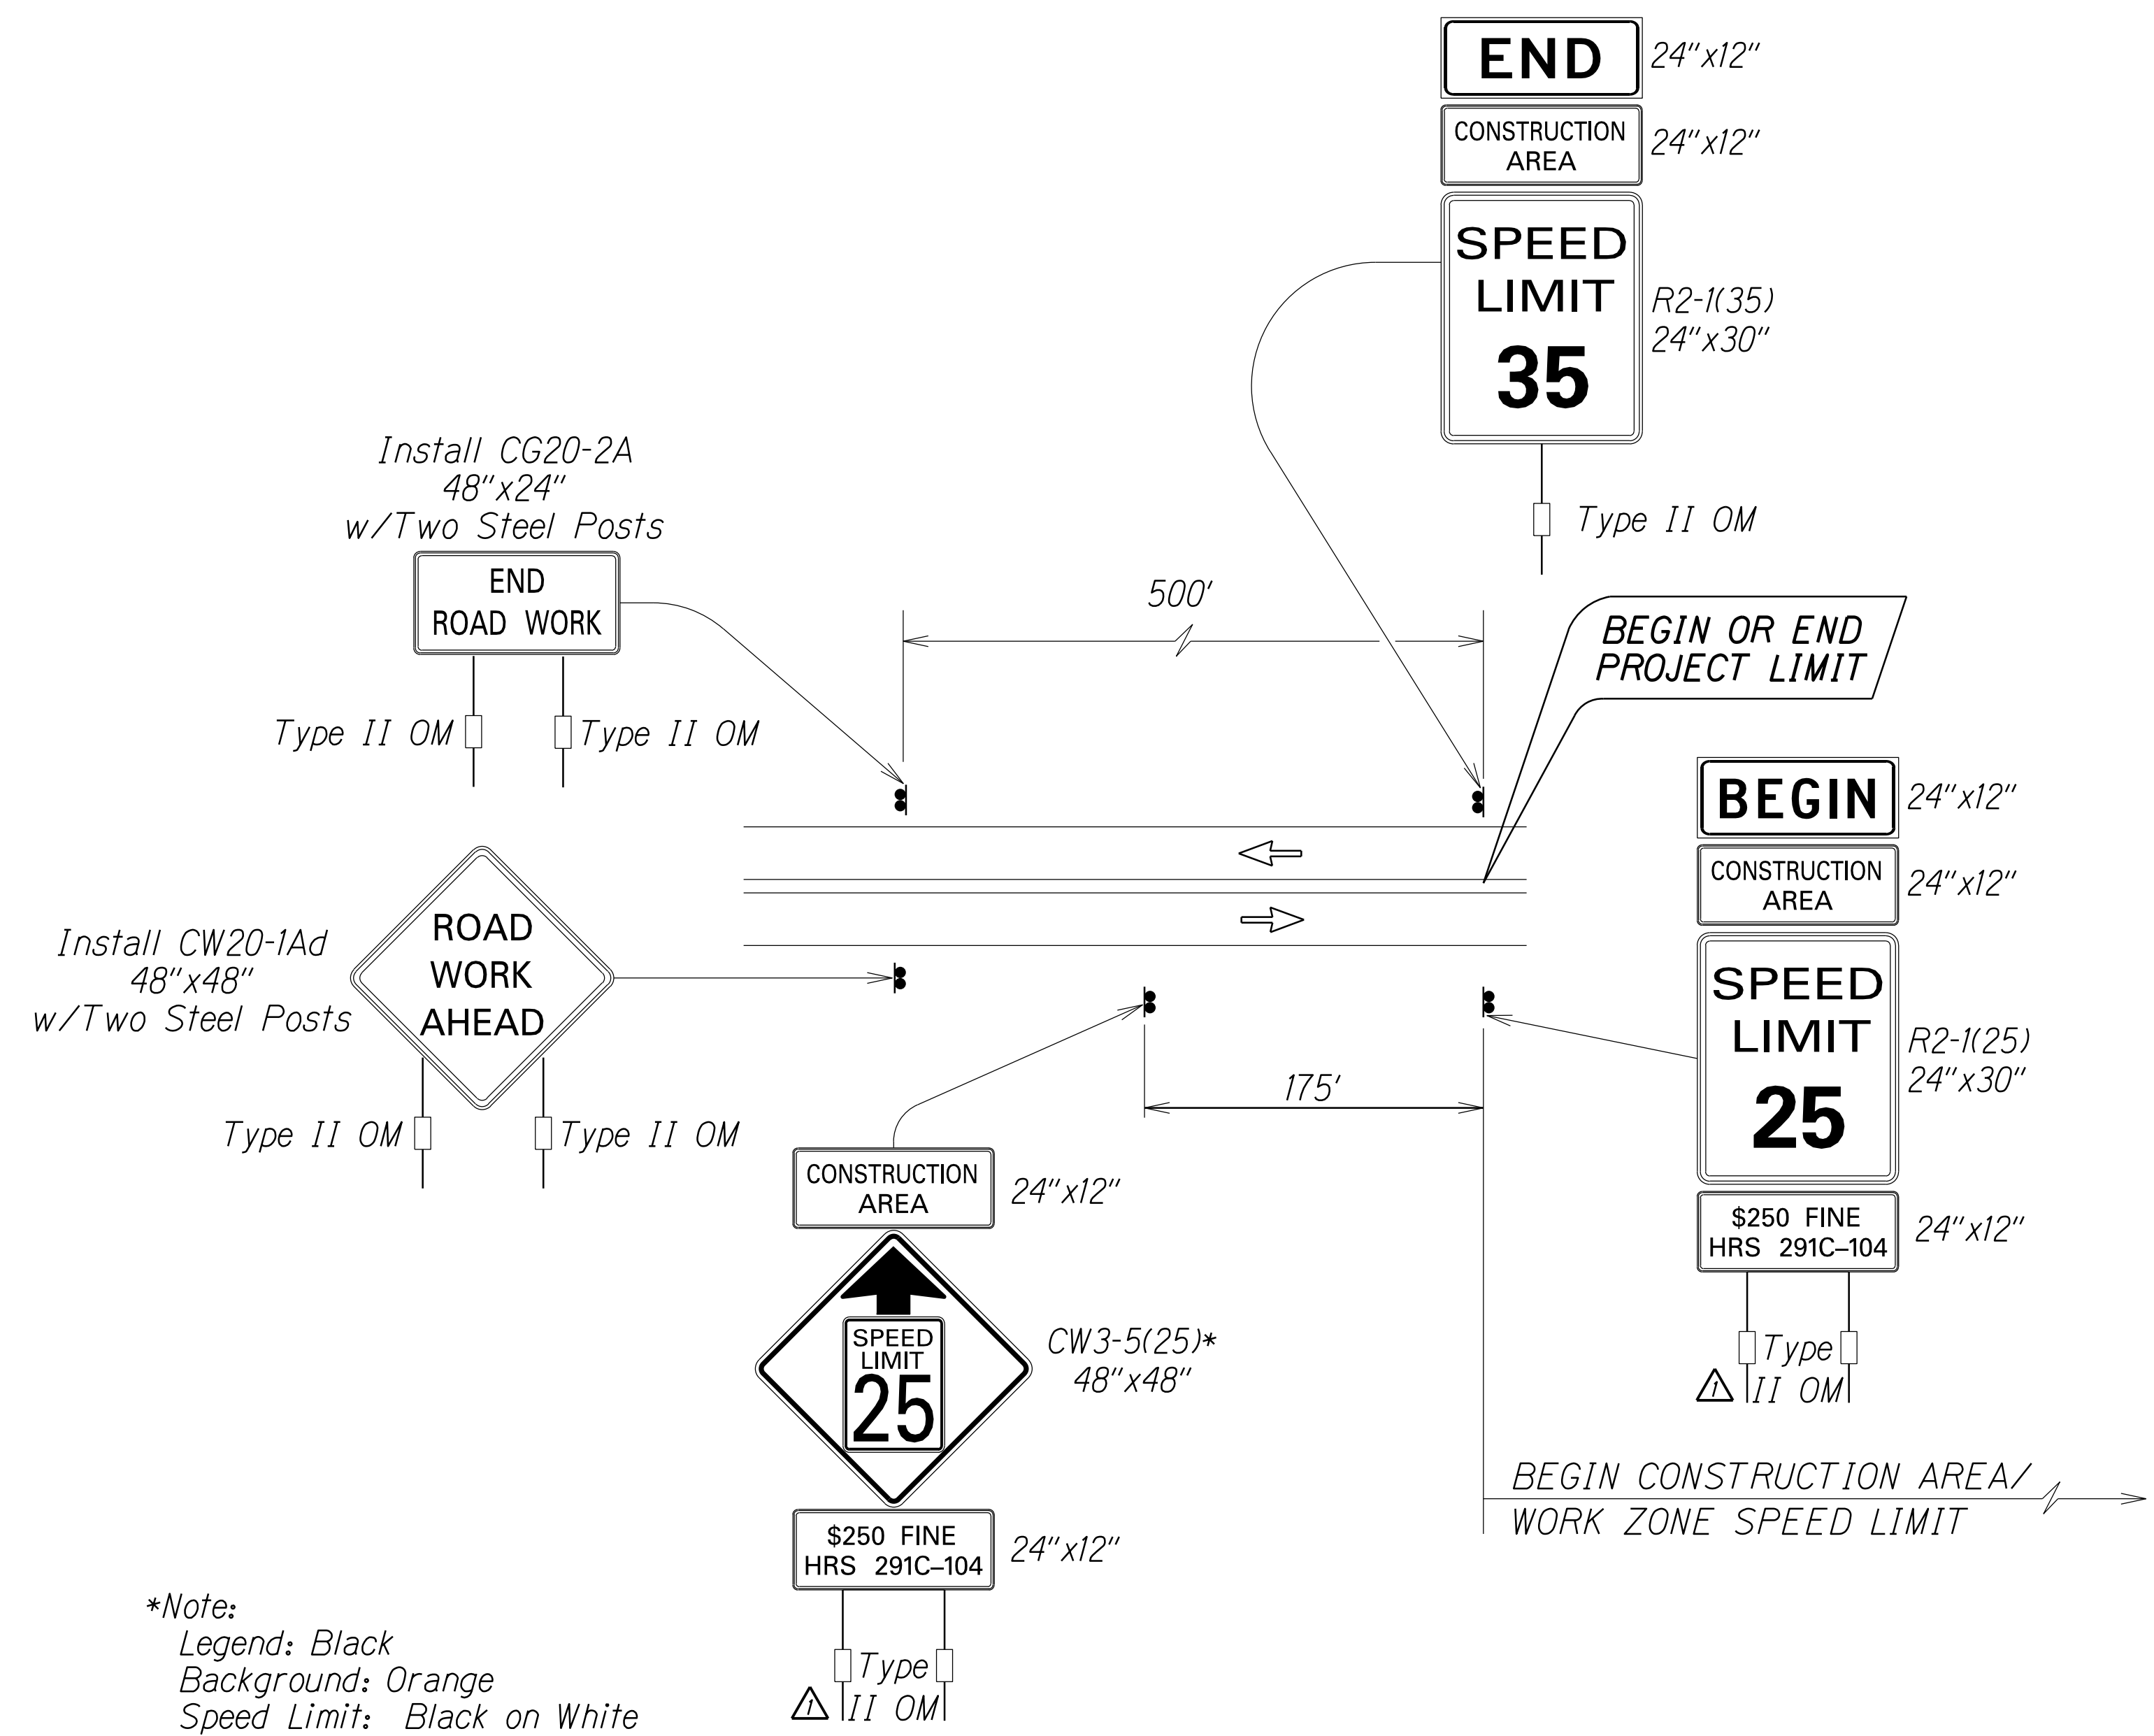 END
24"x12"
CONSTRUCTION
AREA
24"x12"
SPEED
LIMIT
35
R2-1(35)
24"x30"
Type II OM
Install CG20-2A
48"x24"
w/Two Steel Posts
END
ROAD WORK
Type II OM
Type II OM
500'
BEGIN OR END
PROJECT LIMIT
BEGIN
24"x12"
CONSTRUCTION
AREA
24"x12"
SPEED
LIMIT
25
R2-1(25)
24"x30"
$250 FINE
HRS 291C–104
24"x12"
Type
II OM
1
Install CW20-1Ad
48"x48"
w/Two Steel Posts
ROAD
WORK
AHEAD
Type II OM
Type II OM
175'
CONSTRUCTION
AREA
24"x12"
SPEED
LIMIT
25
CW3-5(25)*
48"x48"
$250 FINE
HRS 291C–104
24"x12"
Type
II OM
1
BEGIN CONSTRUCTION AREA/
WORK ZONE SPEED LIMIT
*Note:
Legend: Black
Background: Orange
Speed Limit: Black on White